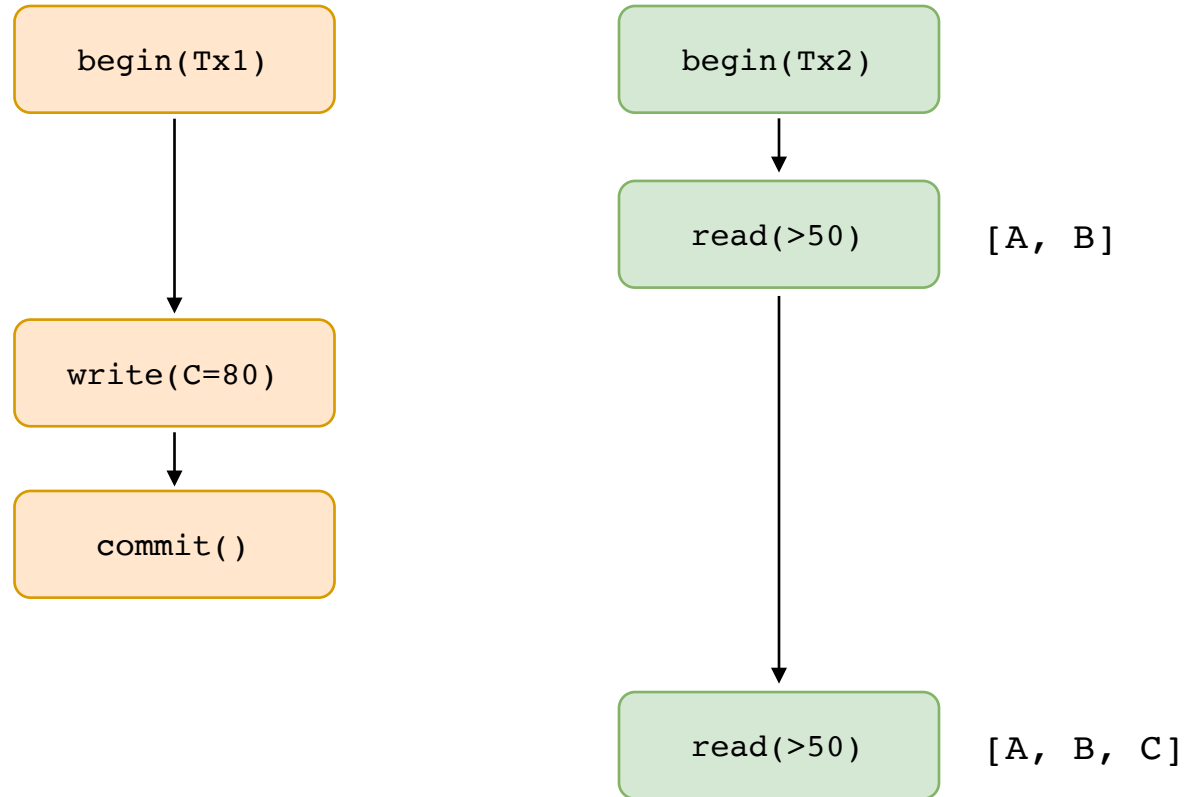 begin(Tx1)
begin(Tx2)
read(>50)
[A, B]
write(C=80)
commit()
read(>50)
[A, B, C]